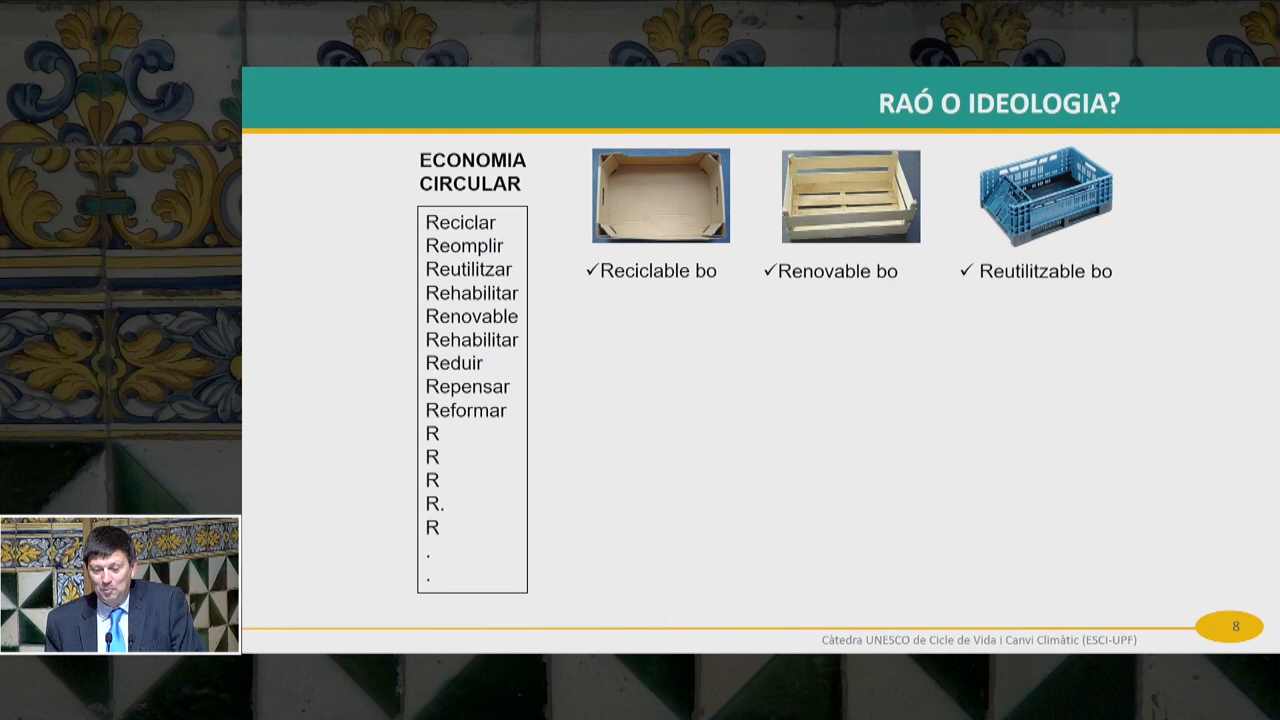 RAÓ O IDEOLOGIA?
ECONOMIA
CIRCULAR
Reciclar
Reomplir
Reutilitzar
Rehabilitar
Renovable
Rehabilitar
Reduir
Repensar
Reformar
R
R
R
R.
R
.
.
✓Reciclable bo
✓Renovable bo
✓ Reutilitzable bo
Càtedra UNESCO de Cicle de Vida i Canvi Climàtic (ESCI-UPF)
8